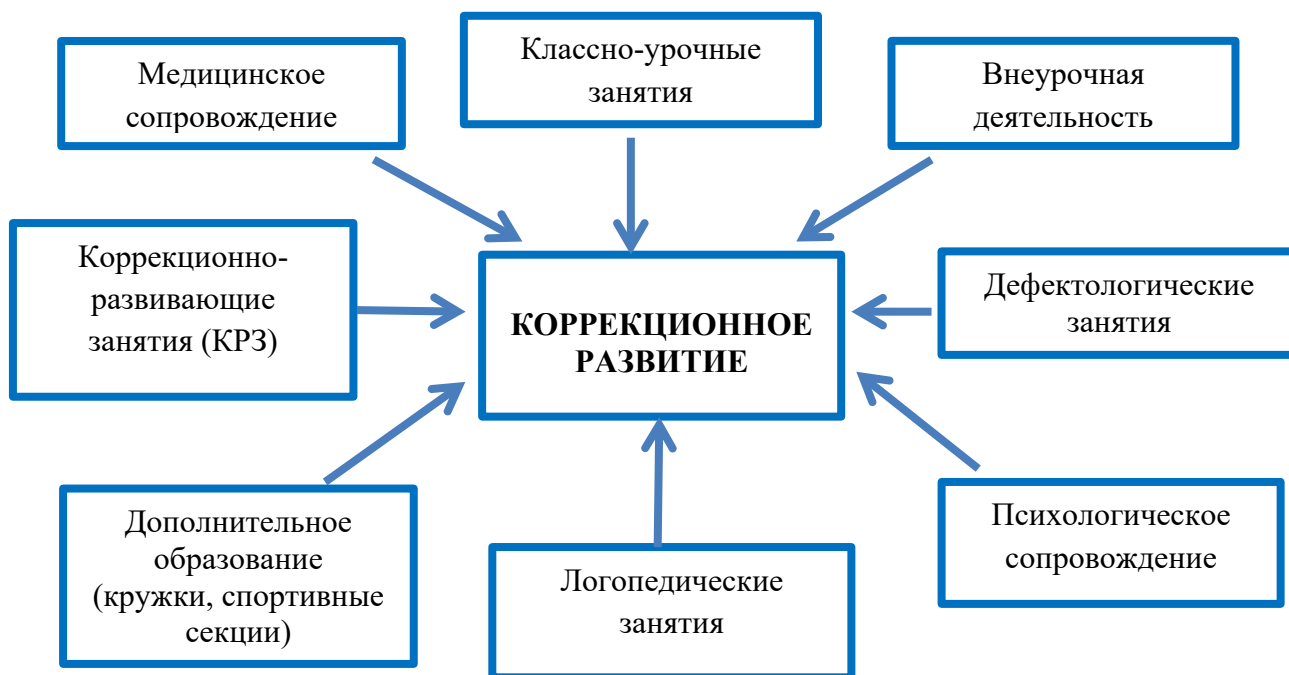 Медицинское
сопровождение
Классно-урочные
занятия
Внеурочная
деятельность
Коррекционно-
развивающие
занятия (КРЗ)
КОРРЕКЦИОННОЕ
РАЗВИТИЕ
Дефектологические
занятия
Дополнительное
образование
(кружки, спортивные
секции)
Логопедические
занятия
Психологическое
сопровождение